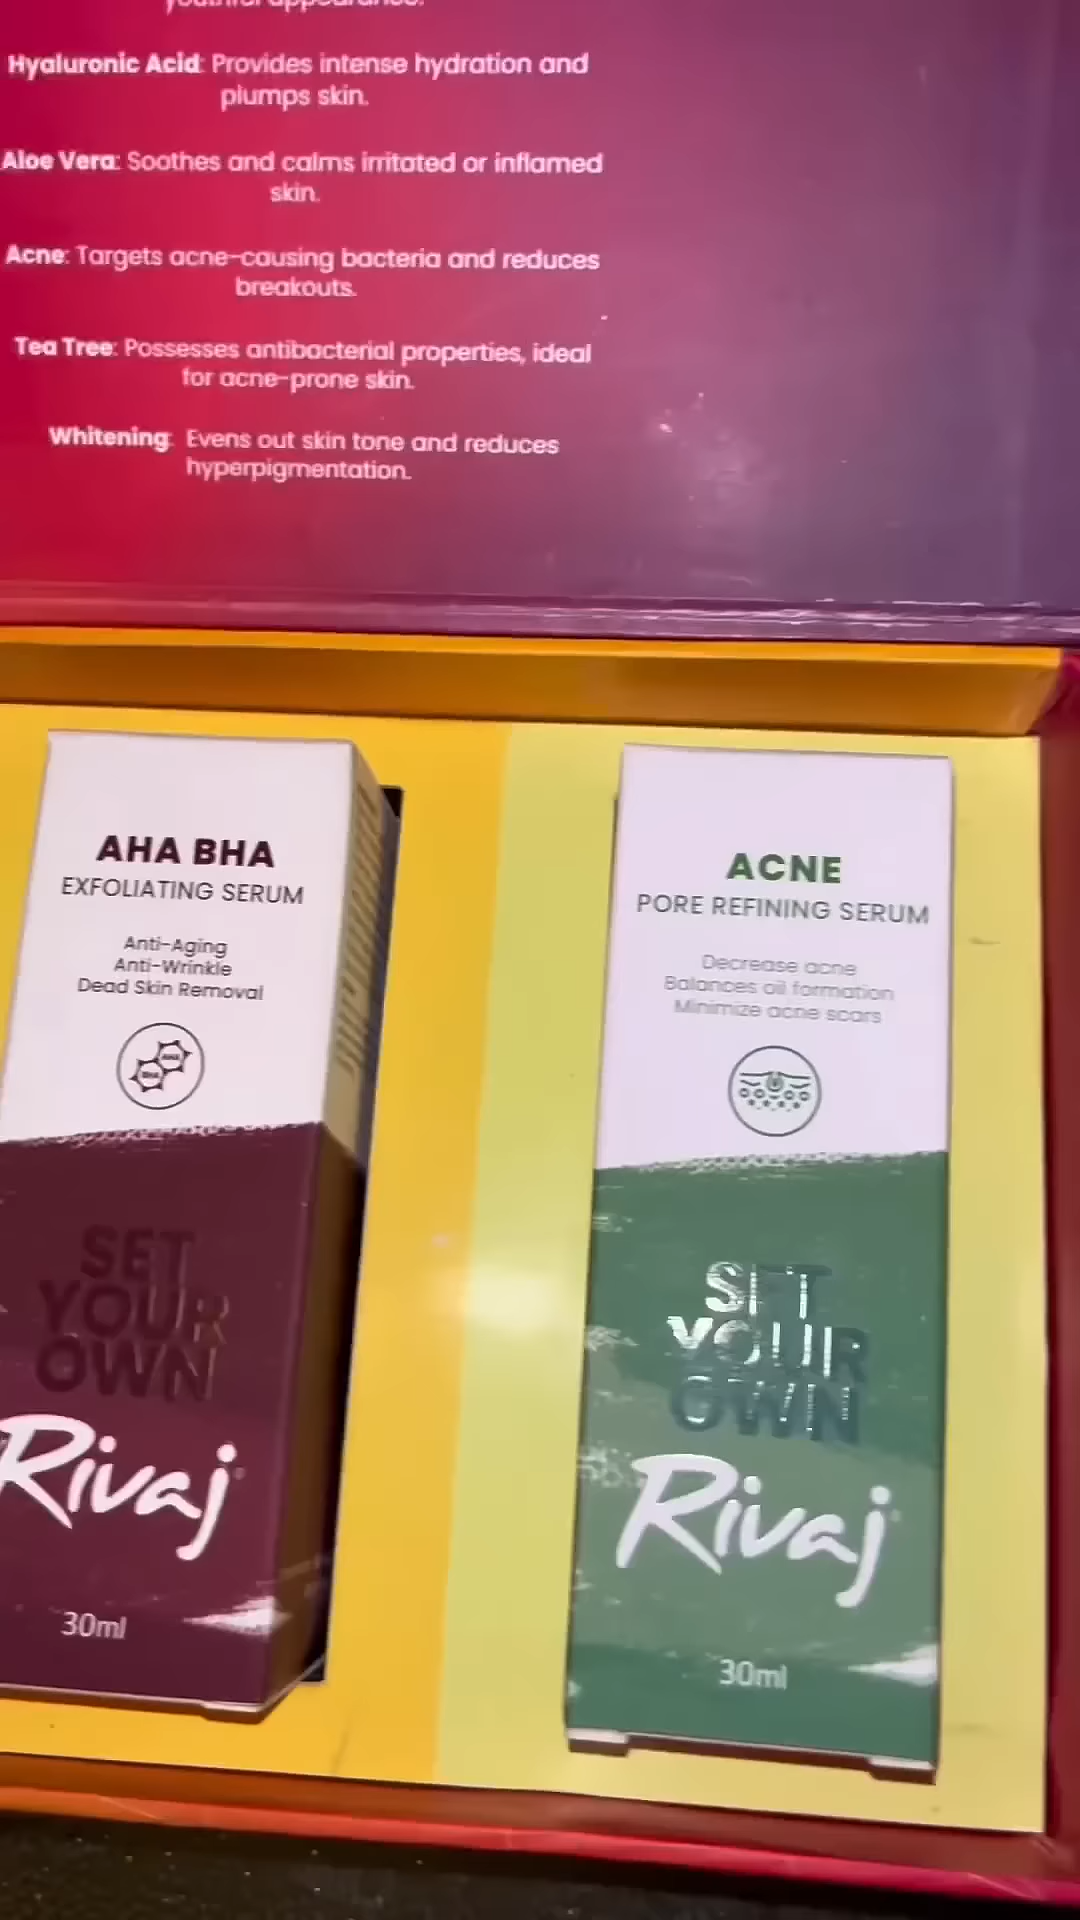 youthful appearance.
Hyaluronic Acid: Provides intense hydration and
plumps skin.
Aloe Vera: Soothes and calms irritated or inflamed
skin.
Acne: Targets acne-causing bacteria and reduces
breakouts.
Tea Tree: Possesses antibacterial properties, ideal
for acne-prone skin.
Whitening: Evens out skin tone and reduces
hyperpigmentation.
AHA BHA
EXFOLIATING SERUM
Anti-Aging
Anti-Wrinkle
Dead Skin Removal
AHA
BHA
SET
YOUR
OWN
Rivaj
30ml
ACNE
PORE REFINING SERUM
Decrease acne
Balances oil formation
Minimize acne scars
SET
YOUR
OWN
Rivaj
30ml